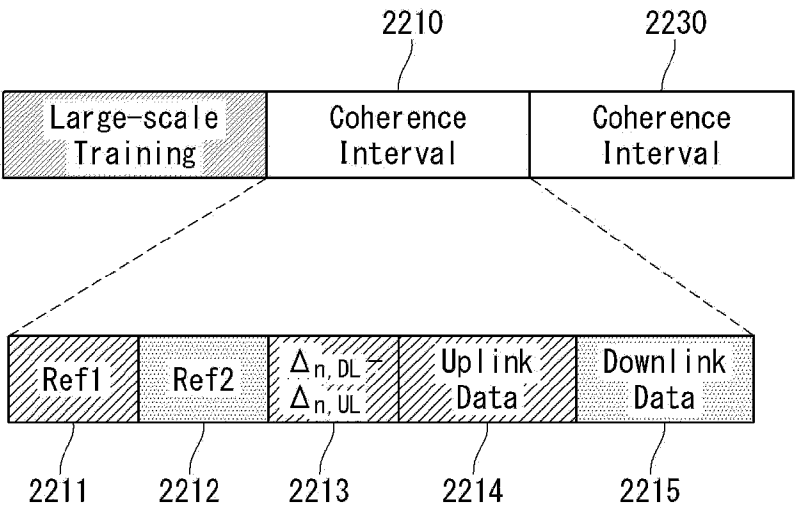 2210
2230
Large-scale
Training
Coherence
Interval
Coherence
Interval
Ref1
Ref2
Δn,DL −
Δn,UL
Uplink
Data
Downlink
Data
2211
2212
2213
2214
2215